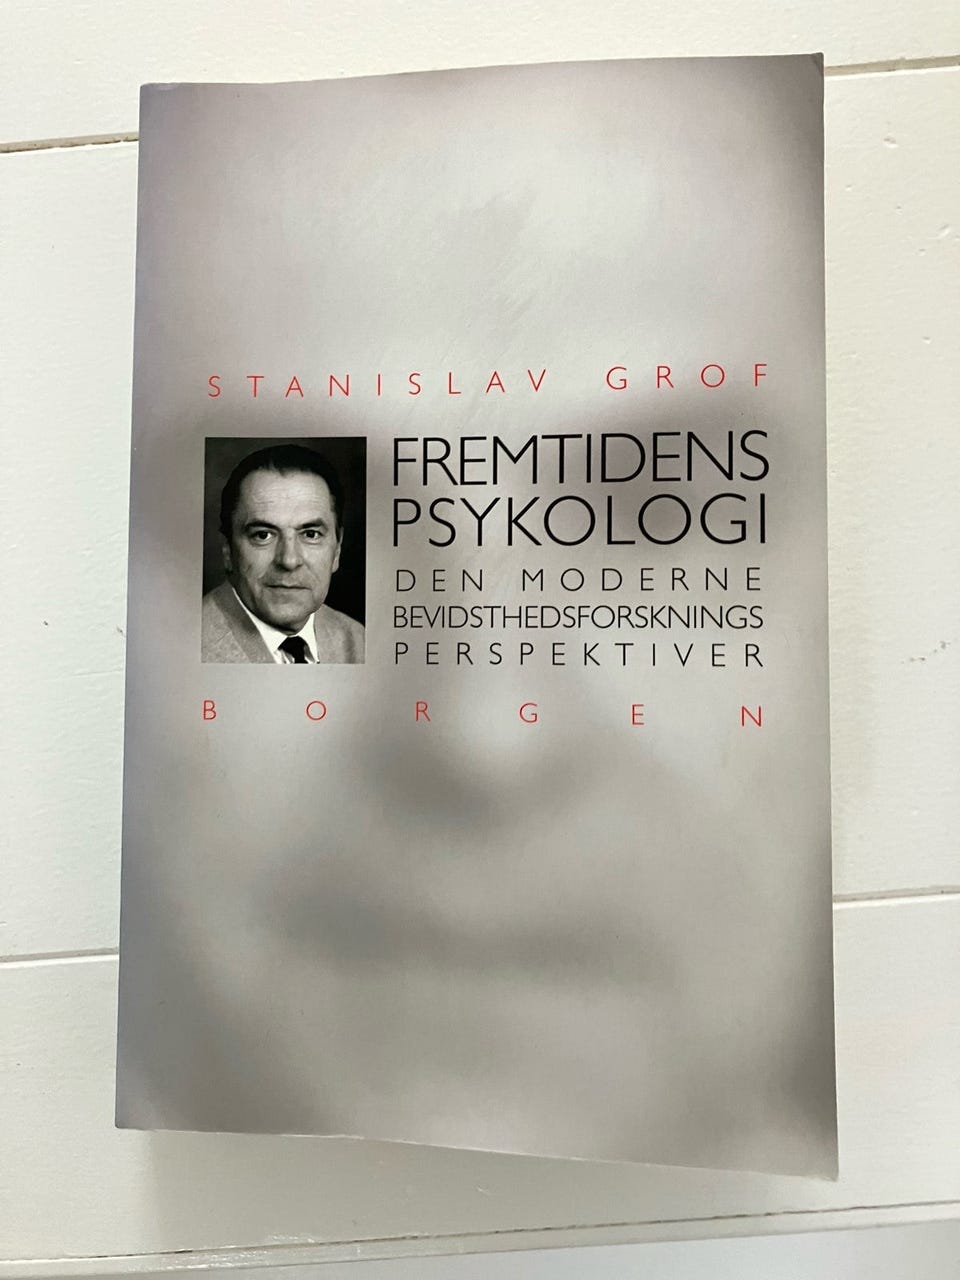 STANISLAV GROF
FREMTIDENS
PSYKOLOGI
DEN MODERNE
BEVIDSTHEDSFORSKNINGS
PERSPEKTIVER
BORGEN